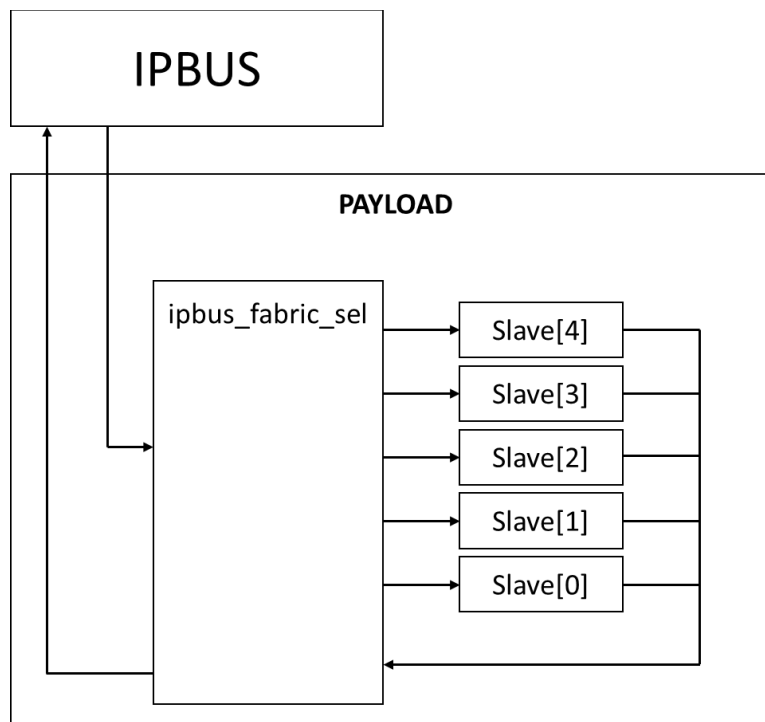 IPBUS
PAYLOAD
ipbus_fabric_sel
Slave[4]
Slave[3]
Slave[2]
Slave[1]
Slave[0]